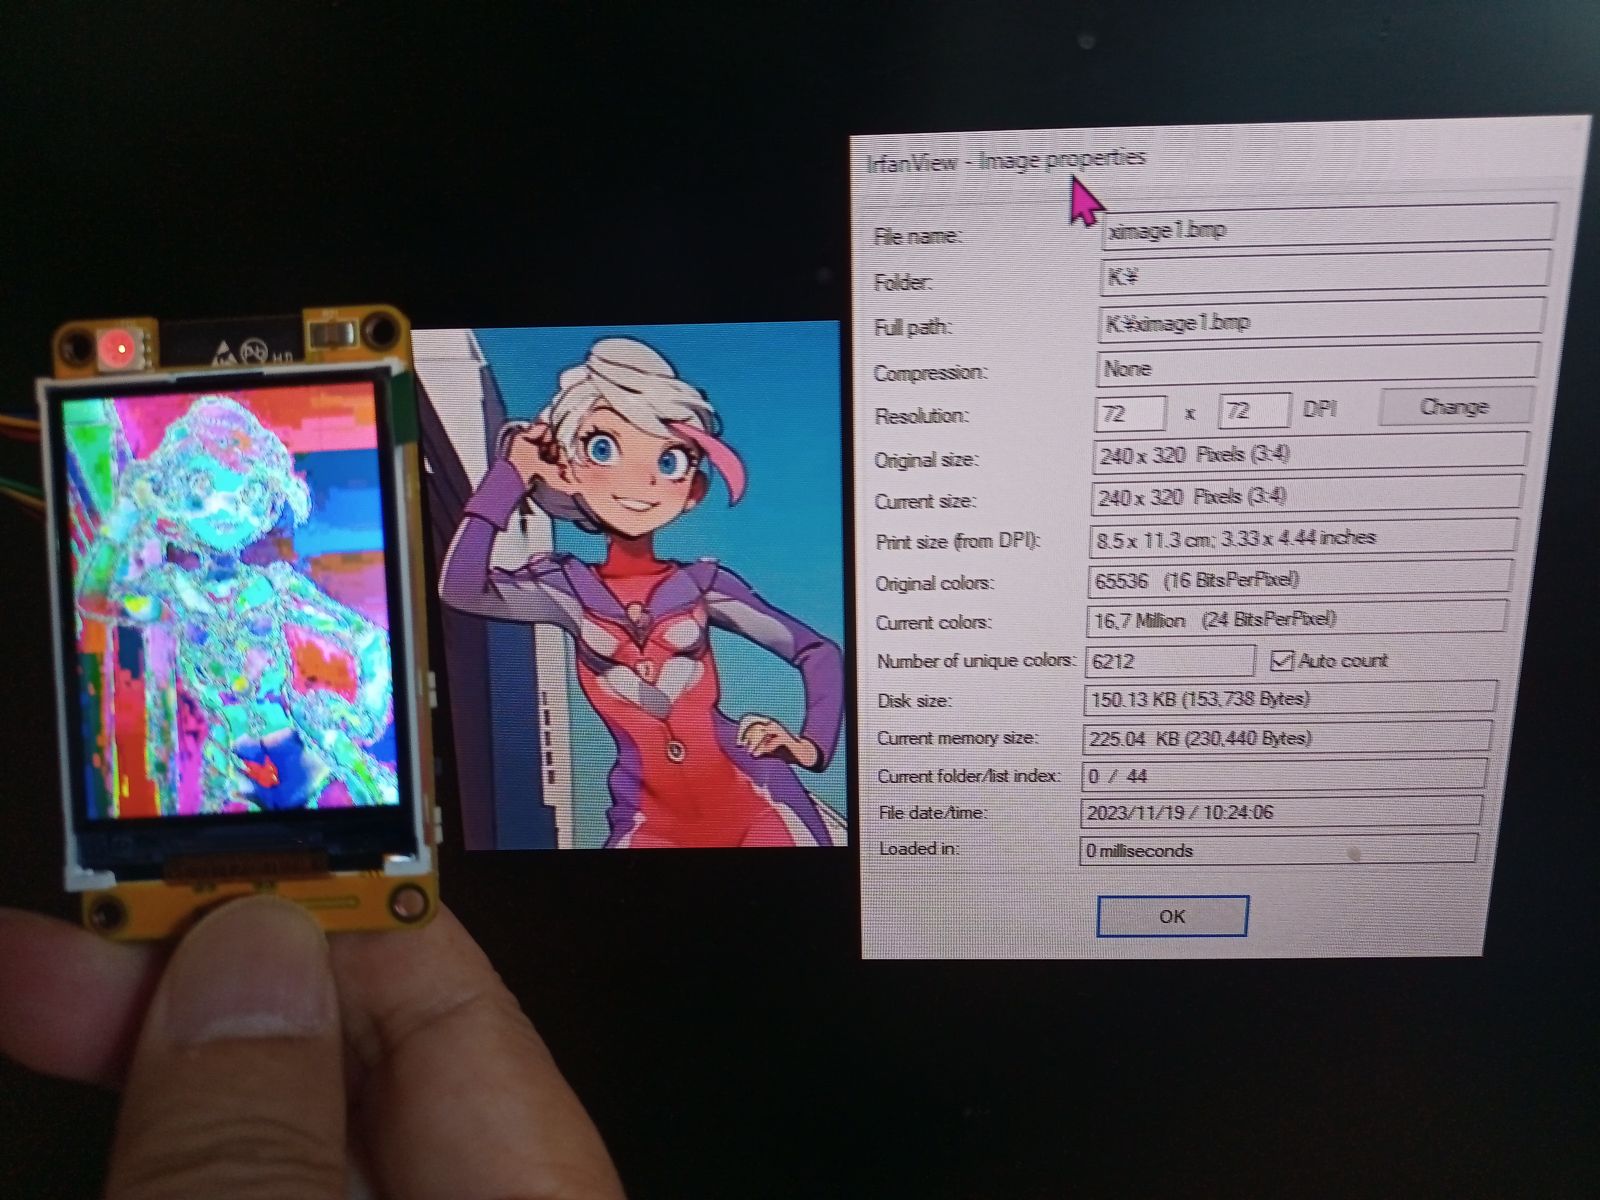 Pb
IrfanView - Image properties
File name: ximage1.bmp
Folder: K:¥
Full path: K:¥ximage1.bmp
Compression: None
Resolution: 72 x 72 DPI Change
Original size: 240 x 320 Pixels (3:4)
Current size: 240 x 320 Pixels (3:4)
Print size (from DPI): 8.5 x 11.3 cm; 3.33 x 4.44 inches
Original colors: 65536 (16 BitsPerPixel)
Current colors: 16,7 Million (24 BitsPerPixel)
Number of unique colors: 6212 Auto count
Disk size: 150.13 KB (153,738 Bytes)
Current memory size: 225.04 KB (230,440 Bytes)
Current folder/list index: 0 / 44
File date/time: 2023/11/19 / 10:24:06
Loaded in: 0 milliseconds
OK